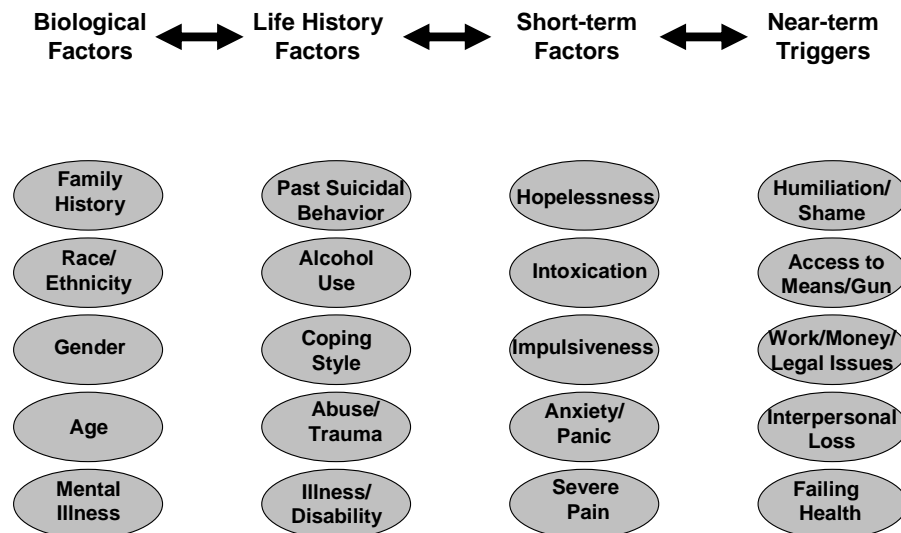 Biological
Factors
Life History
Factors
Short-term
Factors
Near-term
Triggers
Family
History
Past Suicidal
Behavior
Hopelessness
Humiliation/
Shame
Race/
Ethnicity
Alcohol
Use
Intoxication
Access to
Means/Gun
Gender
Coping
Style
Impulsiveness
Work/Money/
Legal Issues
Age
Abuse/
Trauma
Anxiety/
Panic
Interpersonal
Loss
Mental
Illness
Illness/
Disability
Severe
Pain
Failing
Health